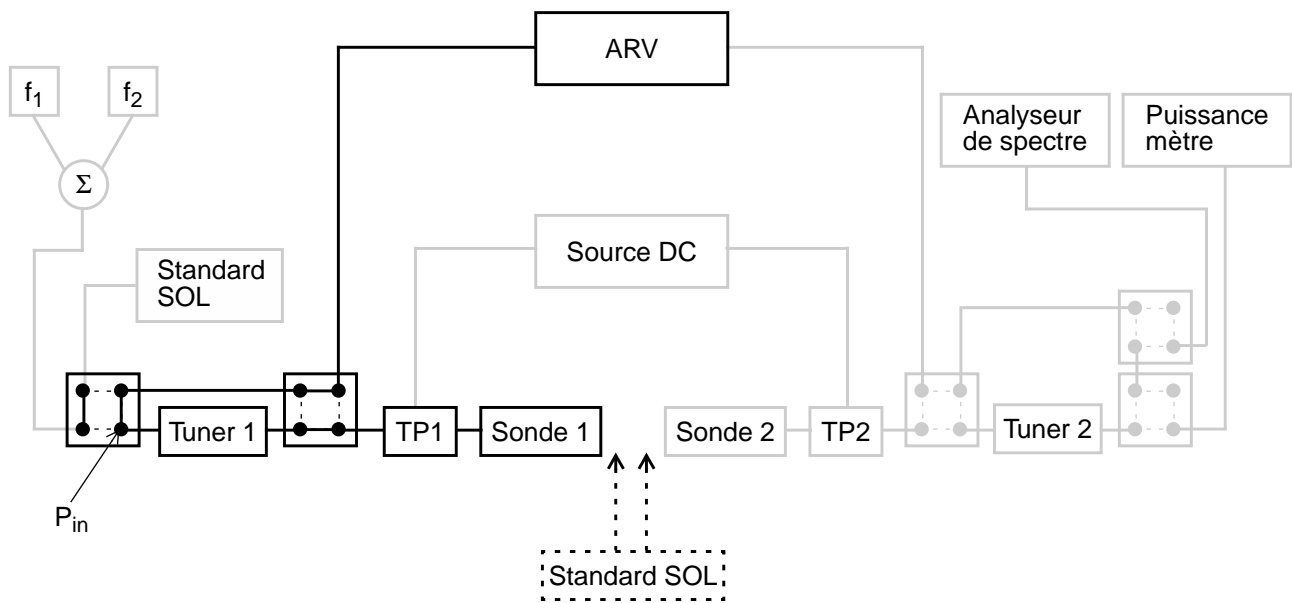 ARV
f1
f2
Σ
Analyseur
de spectre
Puissance
mètre
Standard
SOL
Source DC
Tuner 1
TP1
Sonde 1
Sonde 2
TP2
Tuner 2
Pin
Standard SOL